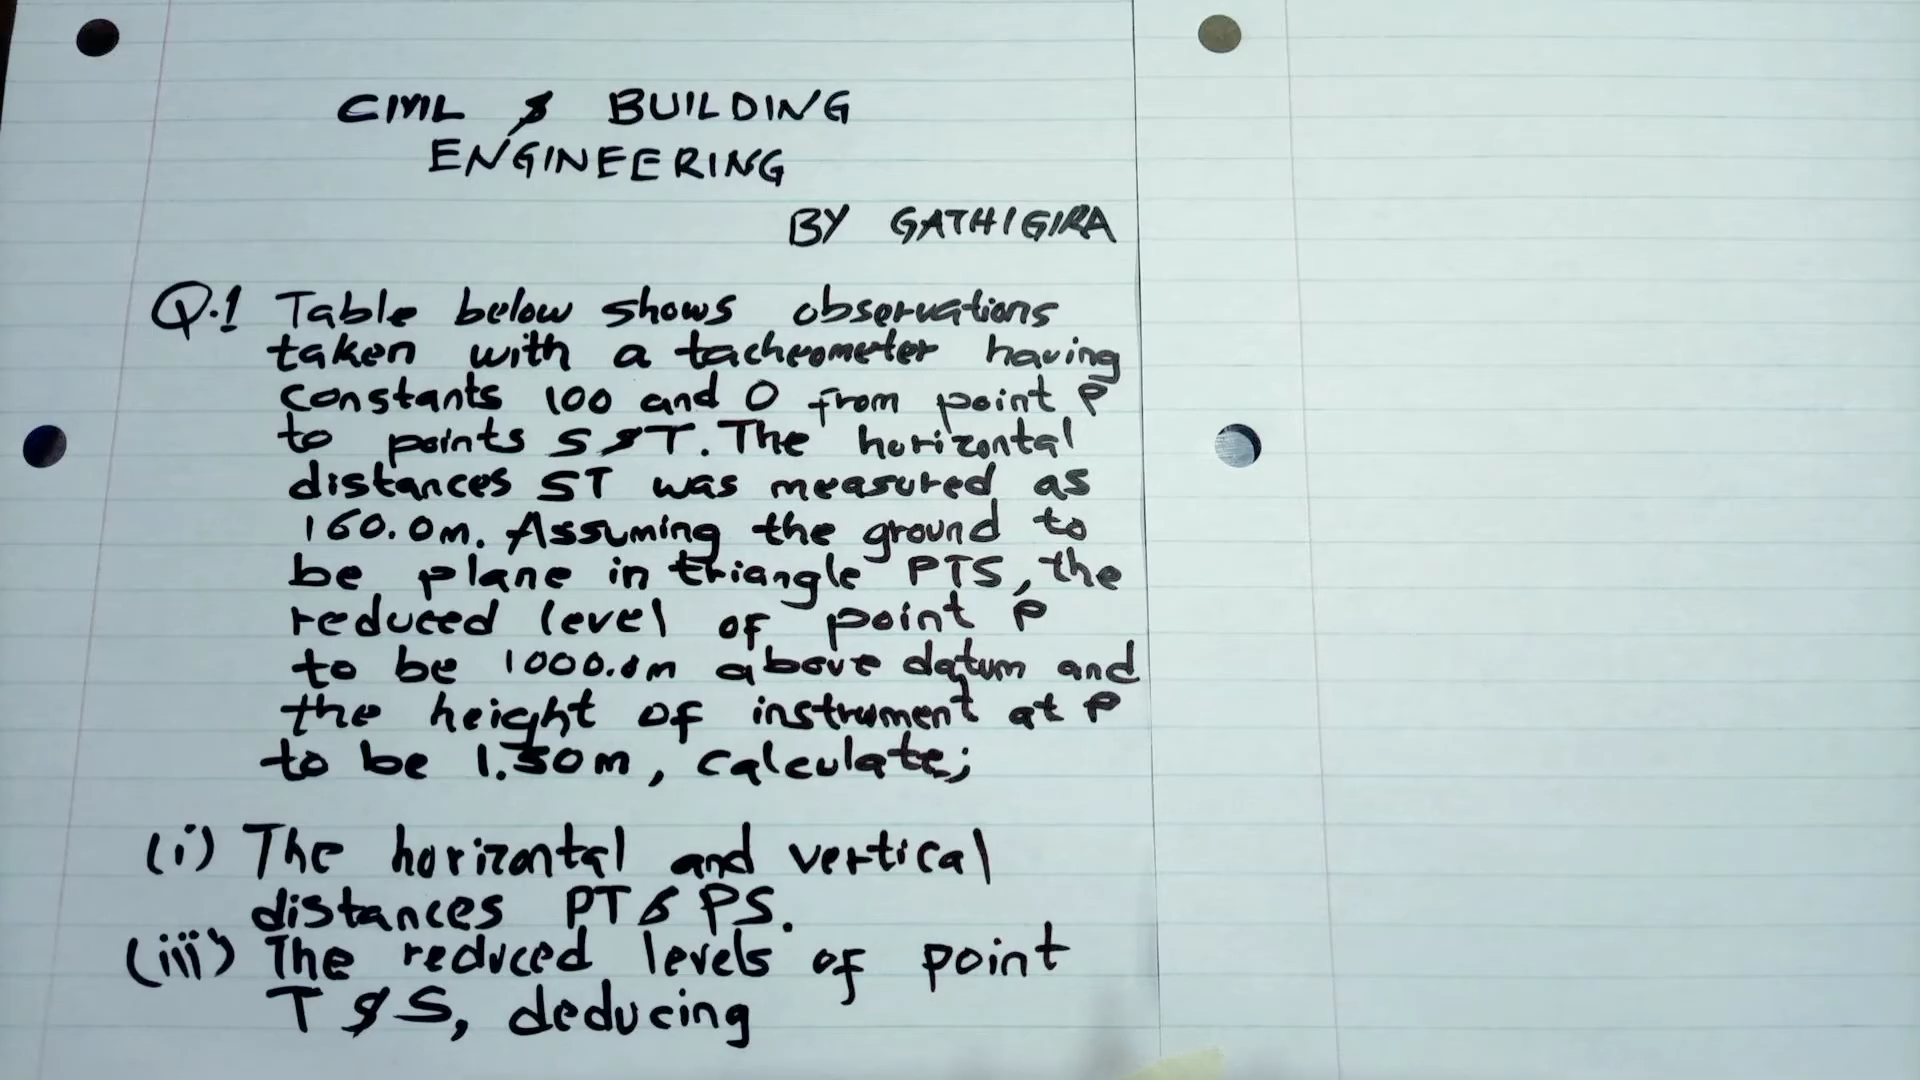 CIVIL & BUILDING
ENGINEERING
BY GATHIGIRA
Q.1 Table below shows observations
taken with a tacheometer having
constants 100 and 0 from point P
to points S & T. The horizontal
distances ST was measured as
160.0m. Assuming the ground to
be plane in triangle PTS, the
reduced level of point P
to be 1000.0m above datum and
the height of instrument at P
to be 1.50m, calculate;
(i) The horizontal and vertical
distances PT & PS.
(iii) The reduced levels of point
T & S, deducing